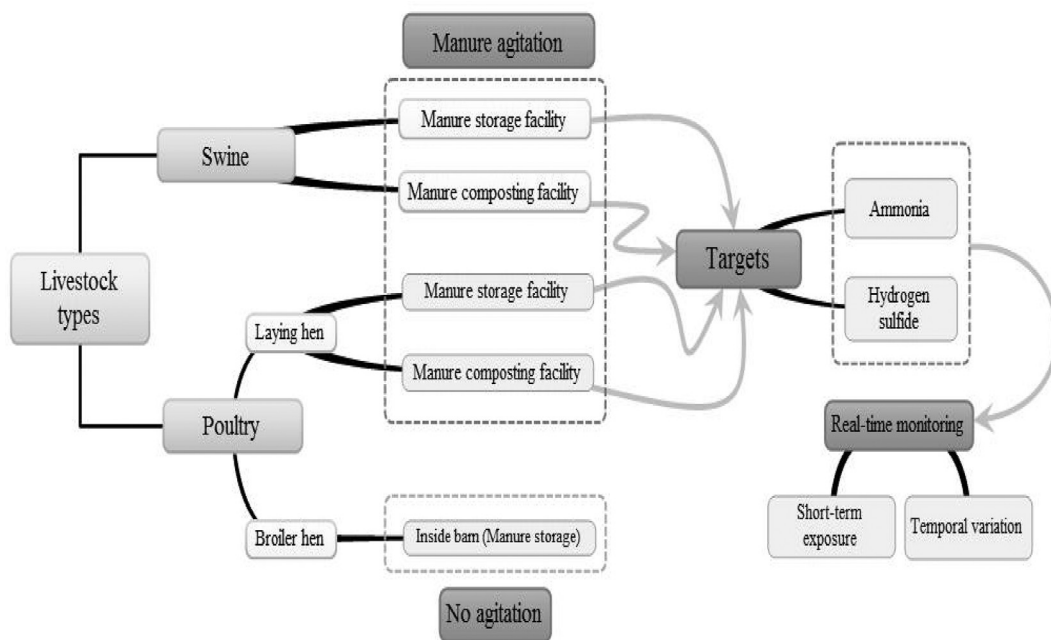 Manure agitation
Manure storage facility
Swine
Manure composting facility
Ammonia
Targets
Livestock
types
Manure storage facility
Hydrogen
sulfide
Laying hen
Manure composting facility
Poultry
Real-time monitoring
Short-term
exposure
Temporal variation
Broiler hen
Inside barn (Manure storage)
No agitation